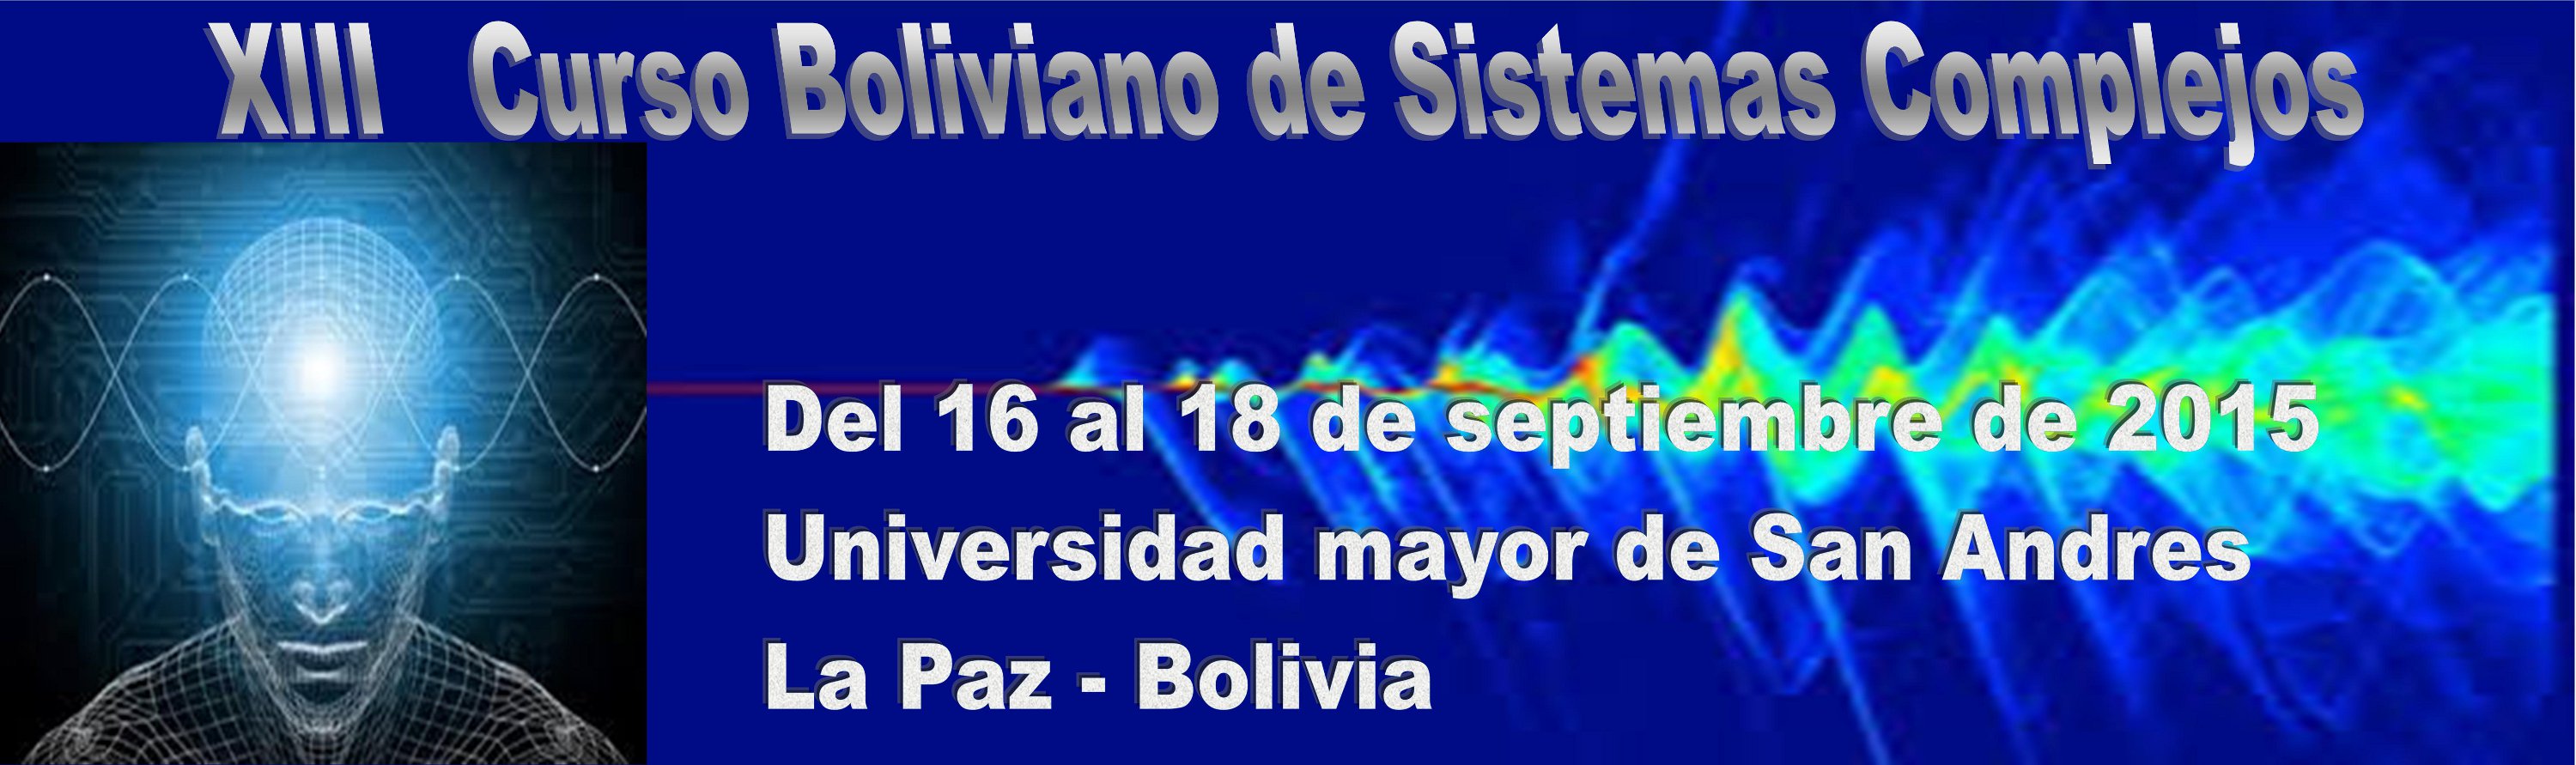 XIII Curso Boliviano de Sistemas Complejos
Del 16 al 18 de septiembre de 2015
Universidad mayor de San Andres
La Paz - Bolivia